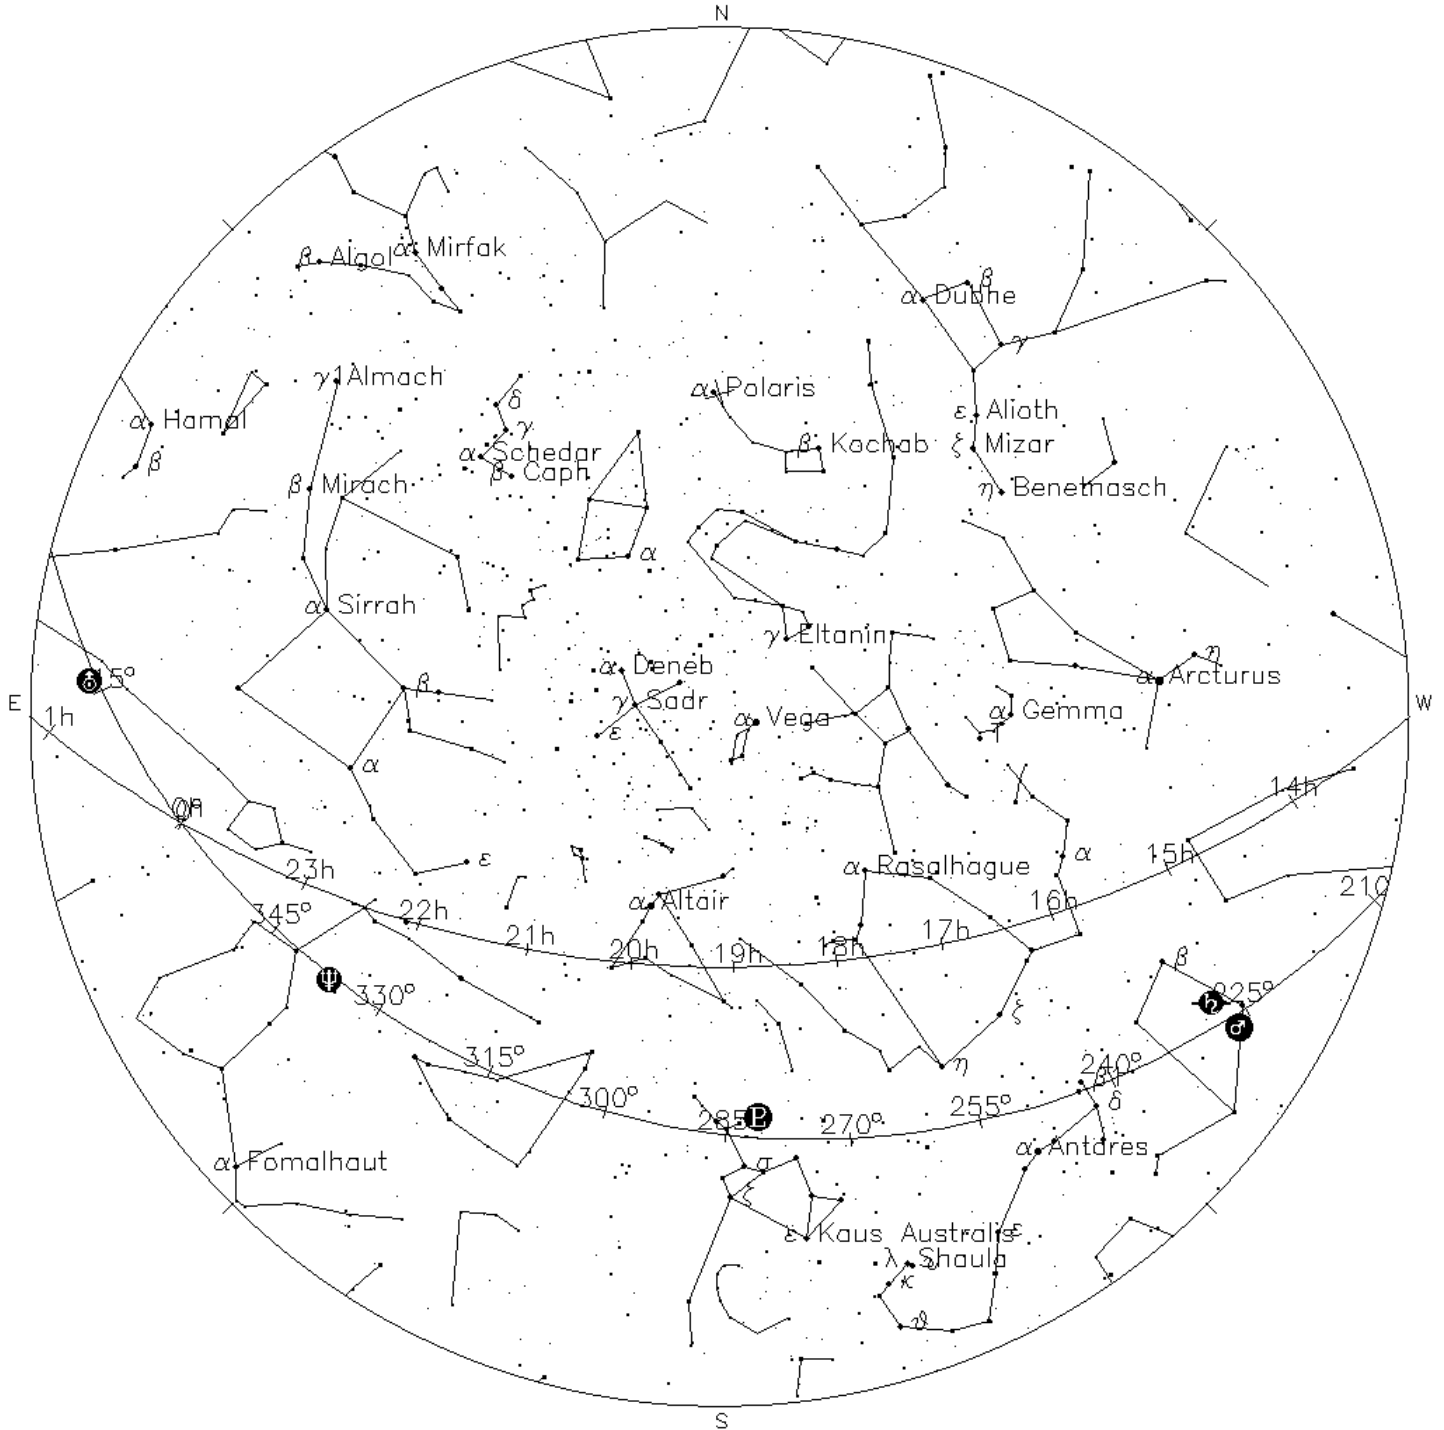 N
β Algol
α Mirfak
α Dubhe
β
γ
γ1 Almach
δ
α Polaris
α Hamal
β
γ
α Schedar
β Caph
β Kochab
ε Alioth
ξ Mizar
η Benetnasch
β Mirach
α
α Sirrah
γ Eltanin
η
α Deneb
β
γ Sadr
α Arcturus
15°
E
W
1h
ε
α Vega
α Gemma
α
14h
0h
ε
15h
α
23h
α Rasalhague
210
345°
22h
α Altair
16h
21h
20h
19h
18h
17h
β
330°
225°
ξ
315°
η
240°
β1
300°
285°
270°
255°
δ
α Antares
α Fomalhaut
σ
ζ
ε Kaus Australis
ε
λ Shaula
κ
ϑ
S